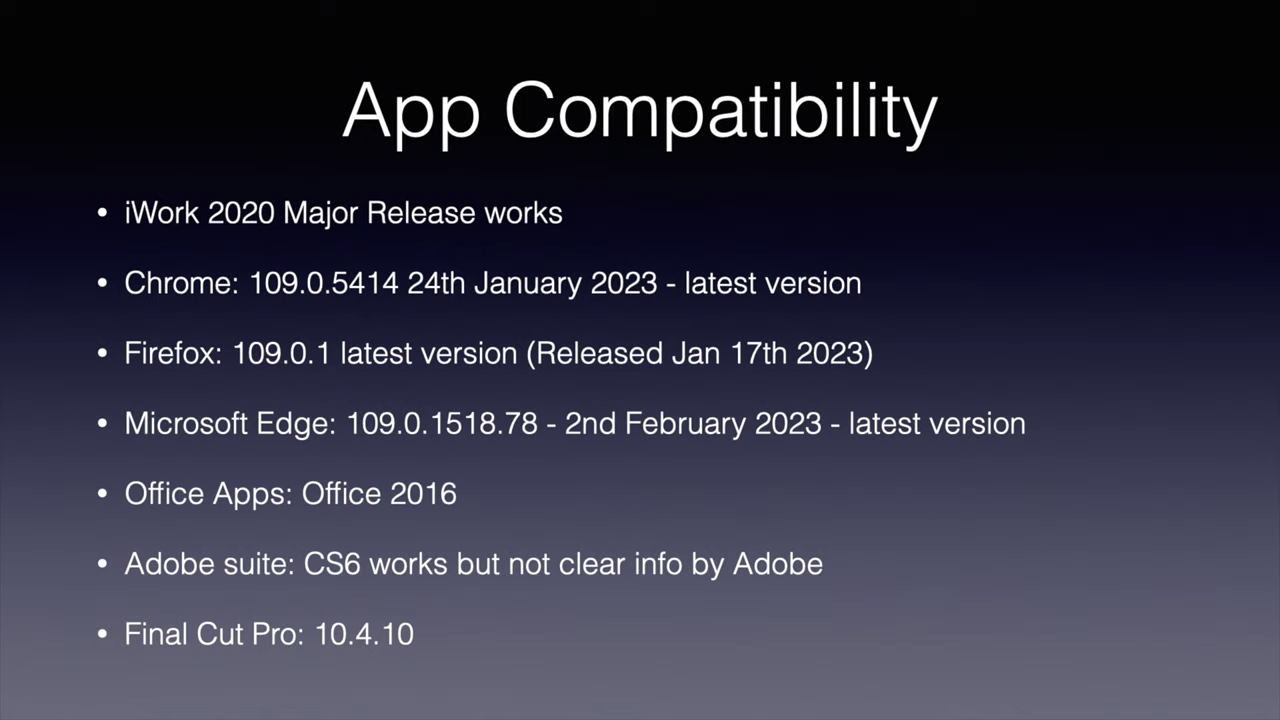 App Compatibility
• iWork 2020 Major Release works
• Chrome: 109.0.5414 24th January 2023 - latest version
• Firefox: 109.0.1 latest version (Released Jan 17th 2023)
• Microsoft Edge: 109.0.1518.78 - 2nd February 2023 - latest version
• Office Apps: Office 2016
• Adobe suite: CS6 works but not clear info by Adobe
• Final Cut Pro: 10.4.10